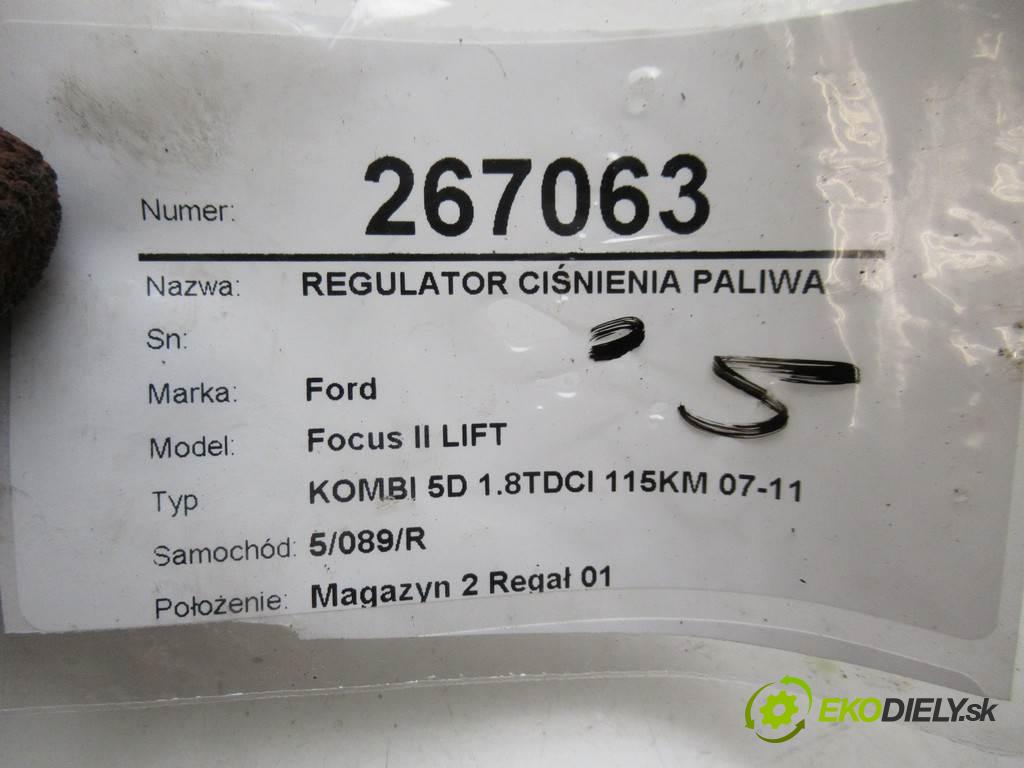 Numer: 267063
Nazwa: REGULATOR CIŚNIENIA PALIWA
Sn:
Marka: Ford
Model: Focus II LIFT
Typ KOMBI 5D 1.8TDCI 115KM 07-11
Samochód: 5/089/R
Położenie: Magazyn 2 Regał 01
EKODIELY.sk